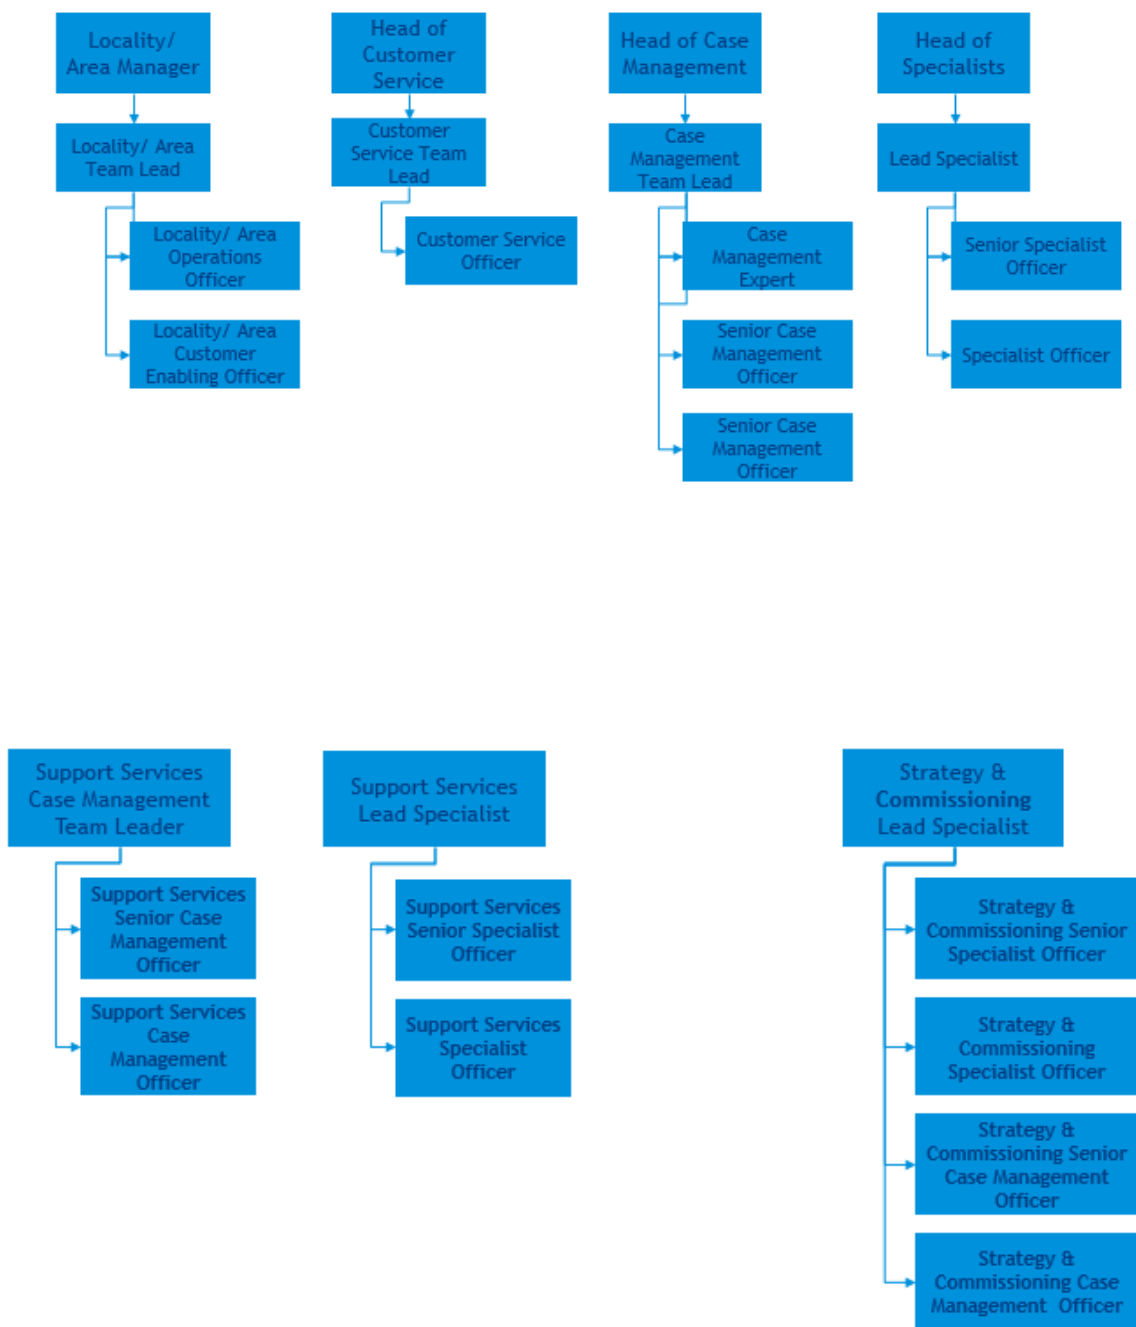 Locality/
Area Manager
Locality/ Area
Team Lead
Locality/ Area
Operations
Officer
Locality/ Area
Customer
Enabling Officer
Head of
Customer
Service
Customer
Service Team
Lead
Customer Service
Officer
Head of Case
Management
Case
Management
Team Lead
Case
Management
Expert
Senior Case
Management
Officer
Senior Case
Management
Officer
Head of
Specialists
Lead Specialist
Senior Specialist
Officer
Specialist Officer
Support Services
Case Management
Team Leader
Support Services
Senior Case
Management
Officer
Support Services
Case
Management
Officer
Support Services
Lead Specialist
Support Services
Senior Specialist
Officer
Support Services
Specialist
Officer
Strategy &
Commissioning
Lead Specialist
Strategy &
Commissioning Senior
Specialist Officer
Strategy &
Commissioning
Specialist Officer
Strategy &
Commissioning Senior
Case Management
Officer
Strategy &
Commissioning Case
Management Officer